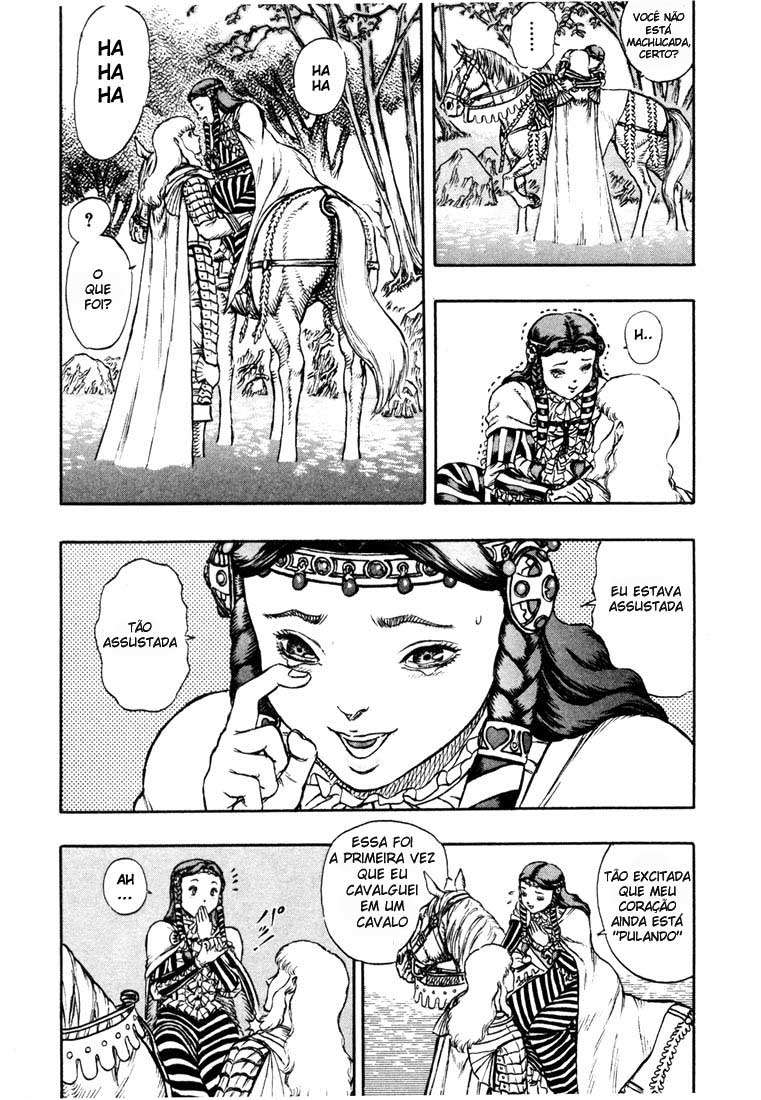 VOCÊ NÃO
ESTÁ
MACHUCADA,
CERTO?
......
H..
HA
HA
HA
HA
HA
?
O
QUE
FOI?
EU ESTAVA
ASSUSTADA
TÃO
ASSUSTADA
TÃO EXCITADA
QUE MEU
CORAÇÃO
AINDA ESTÁ
"PULANDO"
ESSA FOI
A PRIMEIRA
VEZ QUE EU
CAVALGUEI
EM UM
CAVALO
AH
...